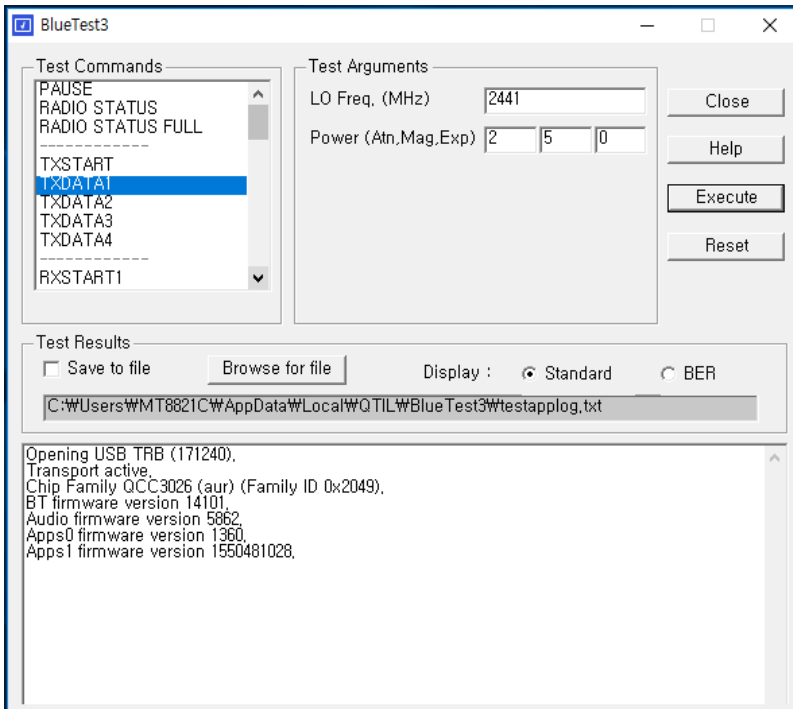 BlueTest3
Test Commands
PAUSE
RADIO STATUS
RADIO STATUS FULL
------------
TXSTART
TXDATA1
TXDATA2
TXDATA3
TXDATA4
------------
RXSTART1
Test Arguments
LO Freq. (MHz) 2441
Power (Atn,Mag,Exp) 2 5 0
Close
Help
Execute
Reset
Test Results
Save to file Browse for file Display : Standard BER
C:₩Users₩MT8821C₩AppData₩Local₩QTIL₩BlueTest3₩testapplog.txt
Opening USB TRB (171240).
Transport active.
Chip Family QCC3026 (aur) (Family ID 0x2049).
BT firmware version 14101.
Audio firmware version 5862.
Apps0 firmware version 1360.
Apps1 firmware version 1550481028.